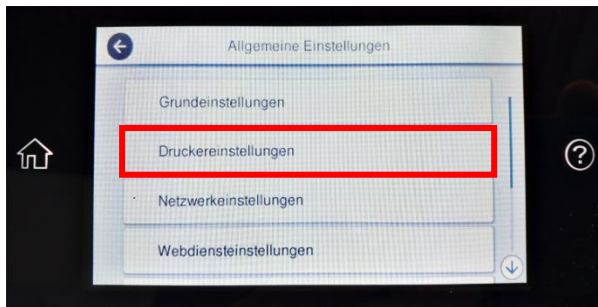 Allgemeine Einstellungen
Grundeinstellungen
Druckereinstellungen
Netzwerkeinstellungen
Webdiensteinstellungen